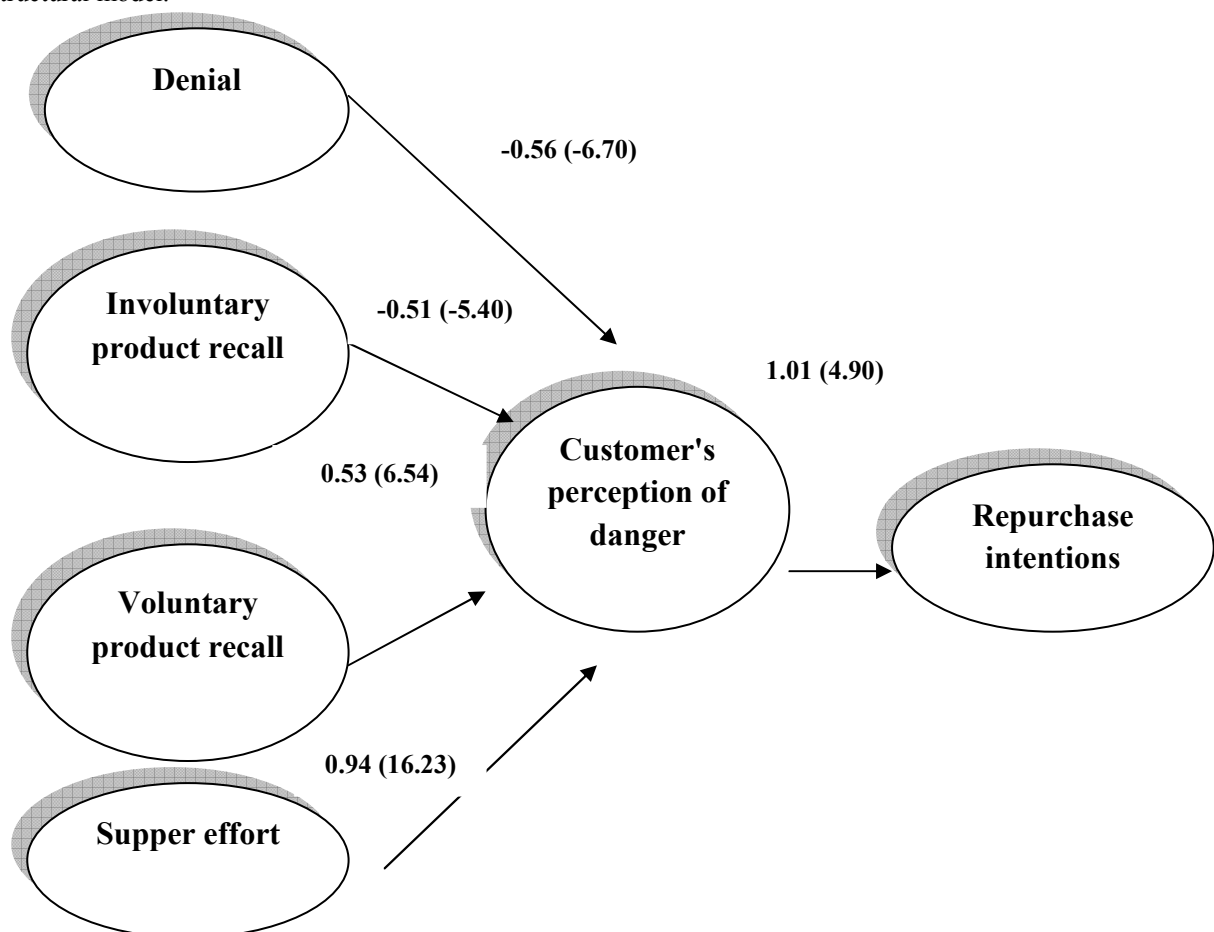 Denial
-0.56 (-6.70)
Involuntary
product recall
-0.51 (-5.40)
1.01 (4.90)
Customer's
perception of
danger
0.53 (6.54)
Repurchase
intentions
Voluntary
product recall
0.94 (16.23)
Supper effort